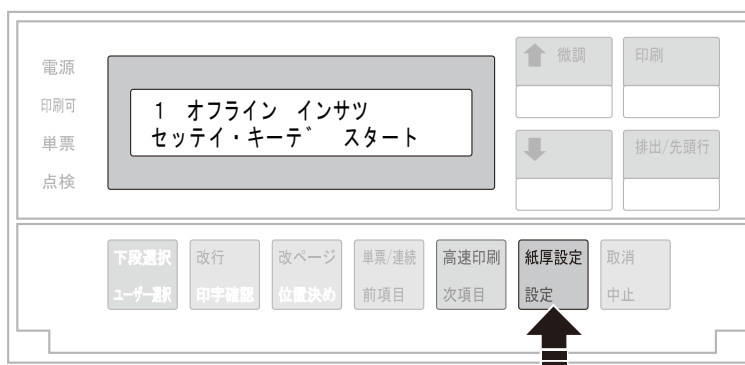 電源
印刷可
単票
点検
1 オフライン インサツ
セッテイ・キーデ スタート
微調
印刷
排出/先頭行
下段選択
ユーザー選択
改行
印字確認
改ページ
位置決め
単票/連続
前項目
高速印刷
次項目
紙厚設定
設定
取消
中止